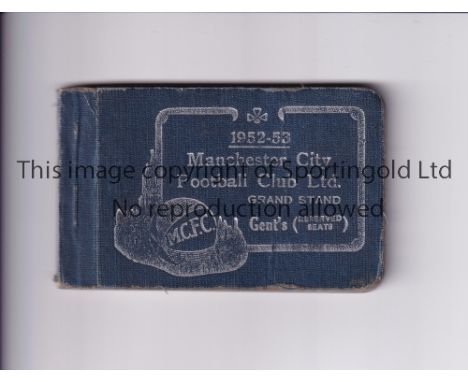 1952-53
Manchester City
This image copyright of Sportingold Ltd
Football Club Ltd.
GRAND STAND
No reproduction allowed
Gent's (RESERVED
SEATS)
M.C.F.C.